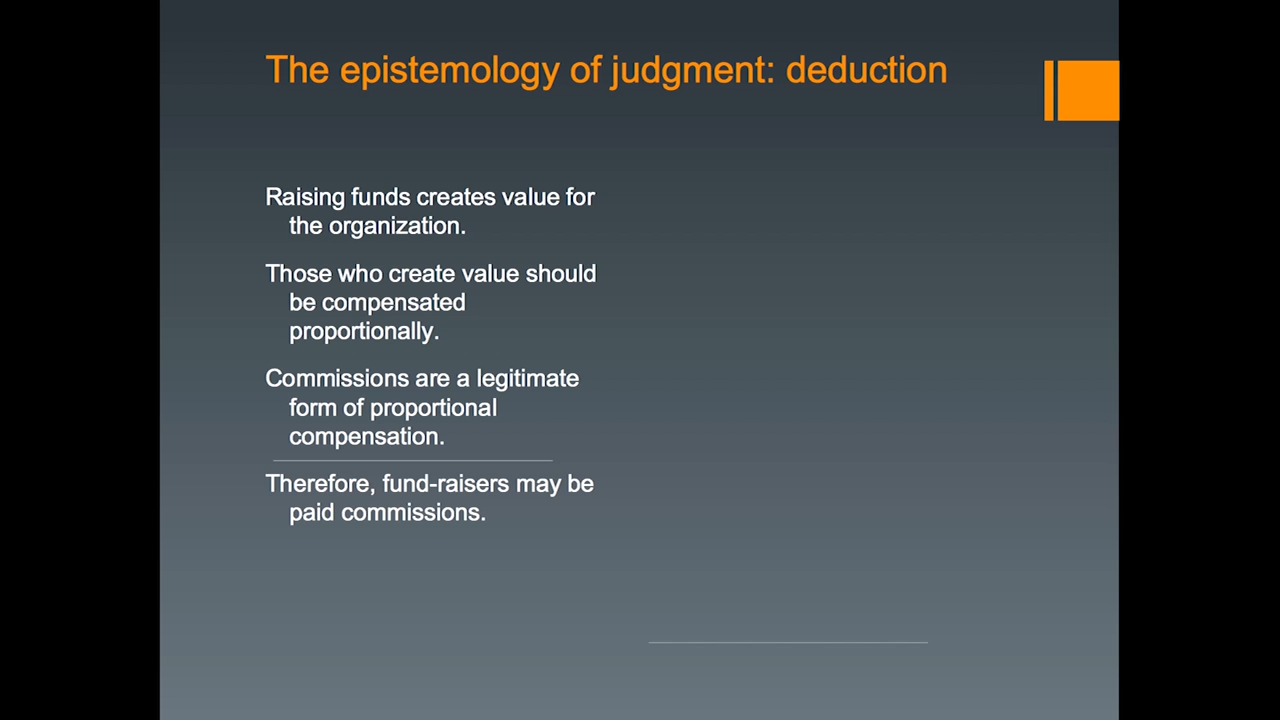 The epistemology of judgment: deduction
Raising funds creates value for
the organization.
Those who create value should
be compensated
proportionally.
Commissions are a legitimate
form of proportional
compensation.
Therefore, fund-raisers may be
paid commissions.